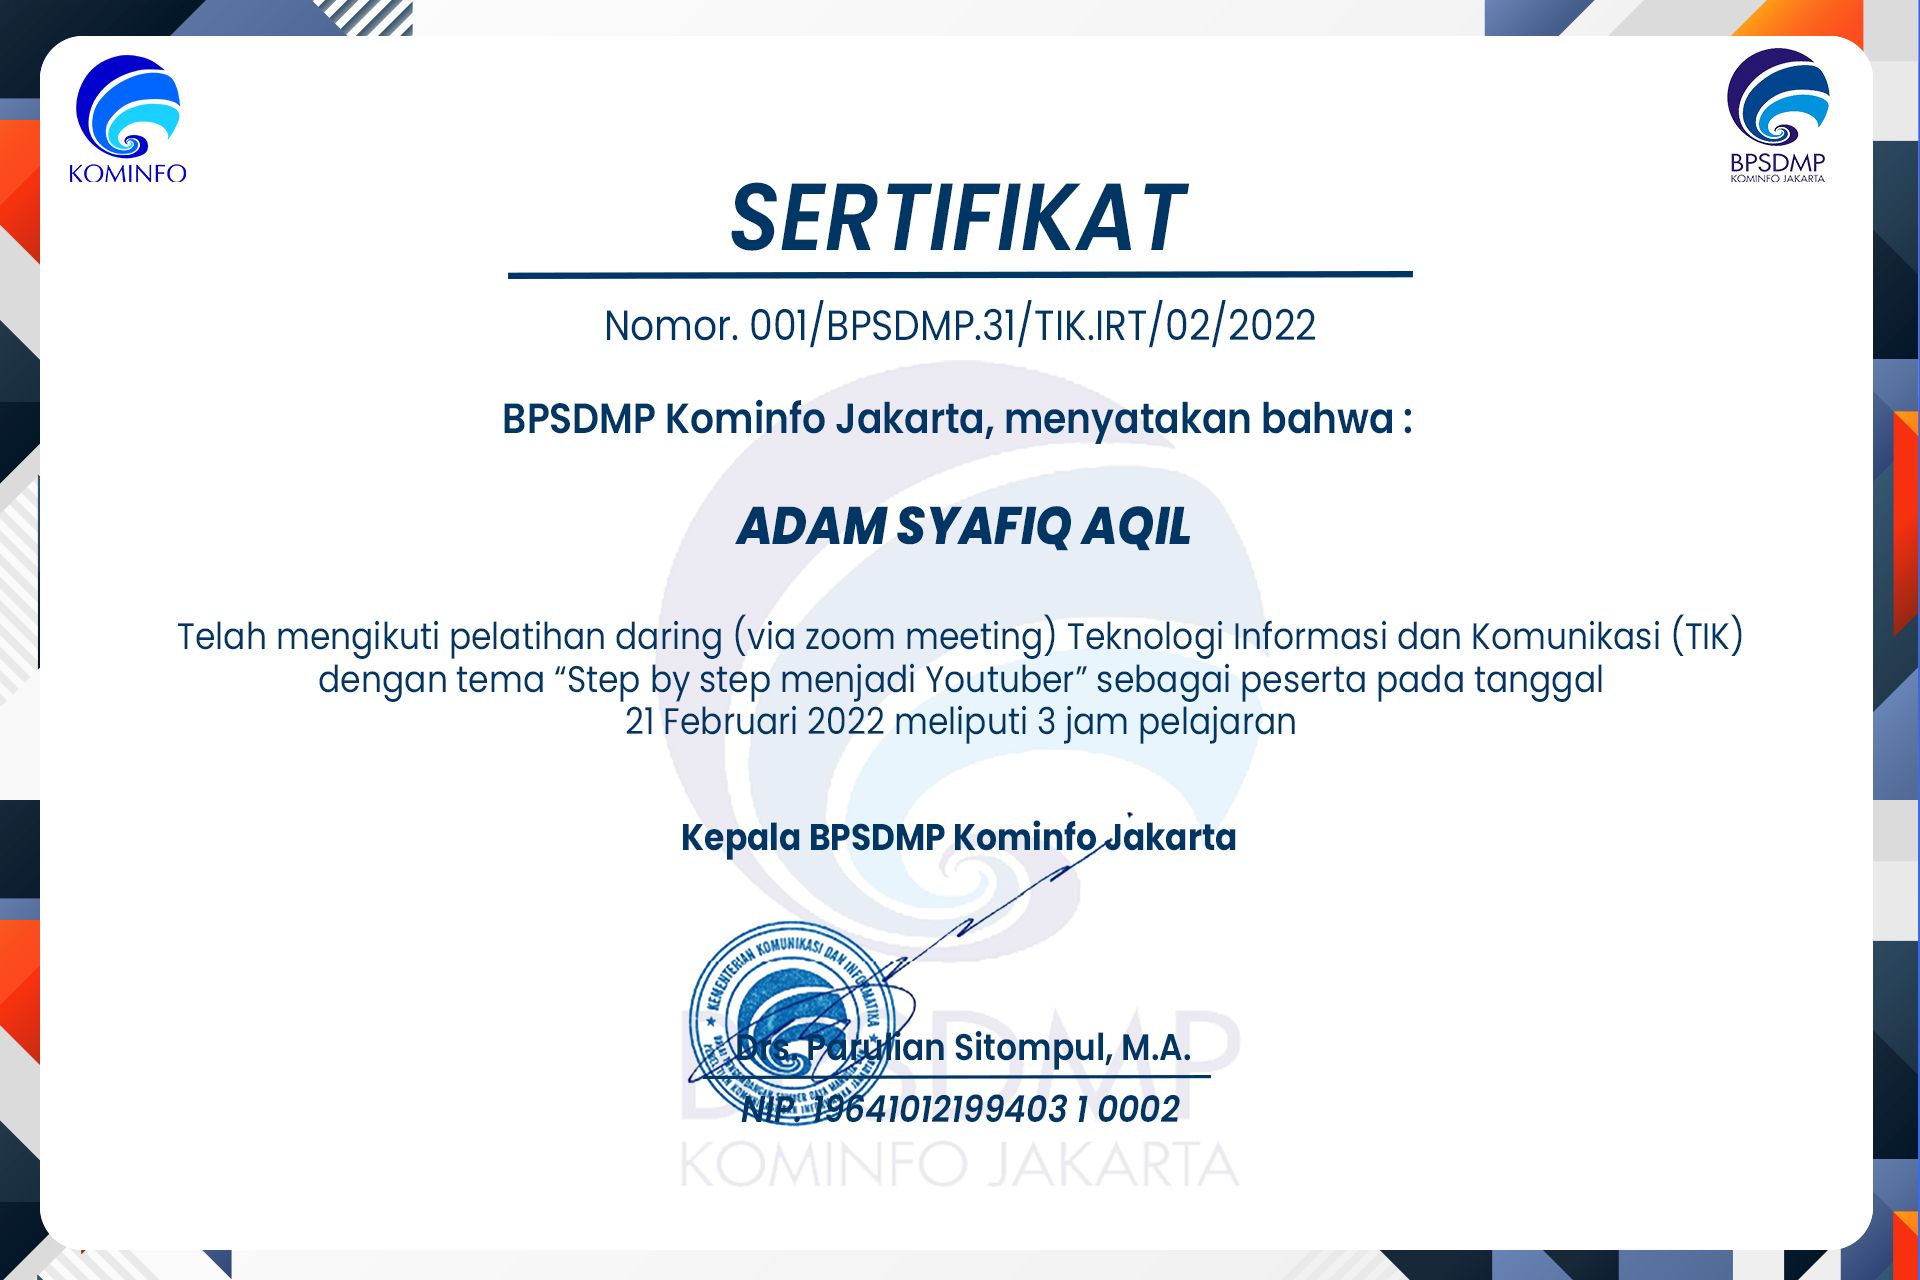 KOMINFO
BPSDMP
KOMINFO JAKARTA
SERTIFIKAT
Nomor. 001/BPSDMP.31/TIK.IRT/02/2022
BPSDMP Kominfo Jakarta, menyatakan bahwa :
ADAM SYAFIQ AQIL
Telah mengikuti pelatihan daring (via zoom meeting) Teknologi Informasi dan Komunikasi (TIK)
dengan tema “Step by step menjadi Youtuber” sebagai peserta pada tanggal
21 Februari 2022 meliputi 3 jam pelajaran
Kepala BPSDMP Kominfo Jakarta
KEMENTERIAN KOMUNIKASI DAN INFORMATIKA
Drs. Parulian Sitompul, M.A.
NIP. 19641012199403 1 0002
BPSDMP
KOMINFO JAKARTA